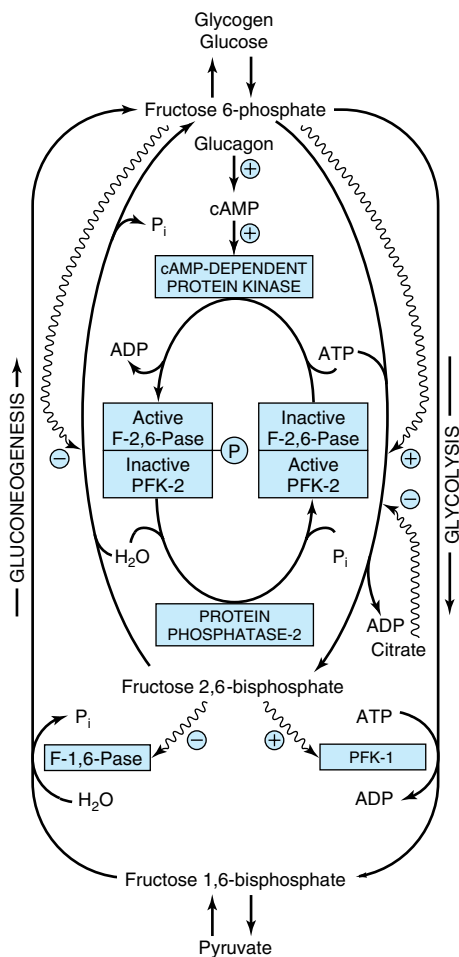 Glycogen
Glucose
Fructose 6-phosphate
Glucagon
+
cAMP
+
Pi
cAMP-DEPENDENT
PROTEIN KINASE
ADP
ATP
Active
F-2,6-Pase
Inactive
PFK-2
P
Inactive
F-2,6-Pase
Active
PFK-2
−
+
−
GLUCONEOGENESIS
GLYCOLYSIS
H2O
Pi
PROTEIN
PHOSPHATASE-2
ADP
Citrate
Fructose 2,6-bisphosphate
Pi
−
+
ATP
F-1,6-Pase
PFK-1
H2O
ADP
Fructose 1,6-bisphosphate
Pyruvate